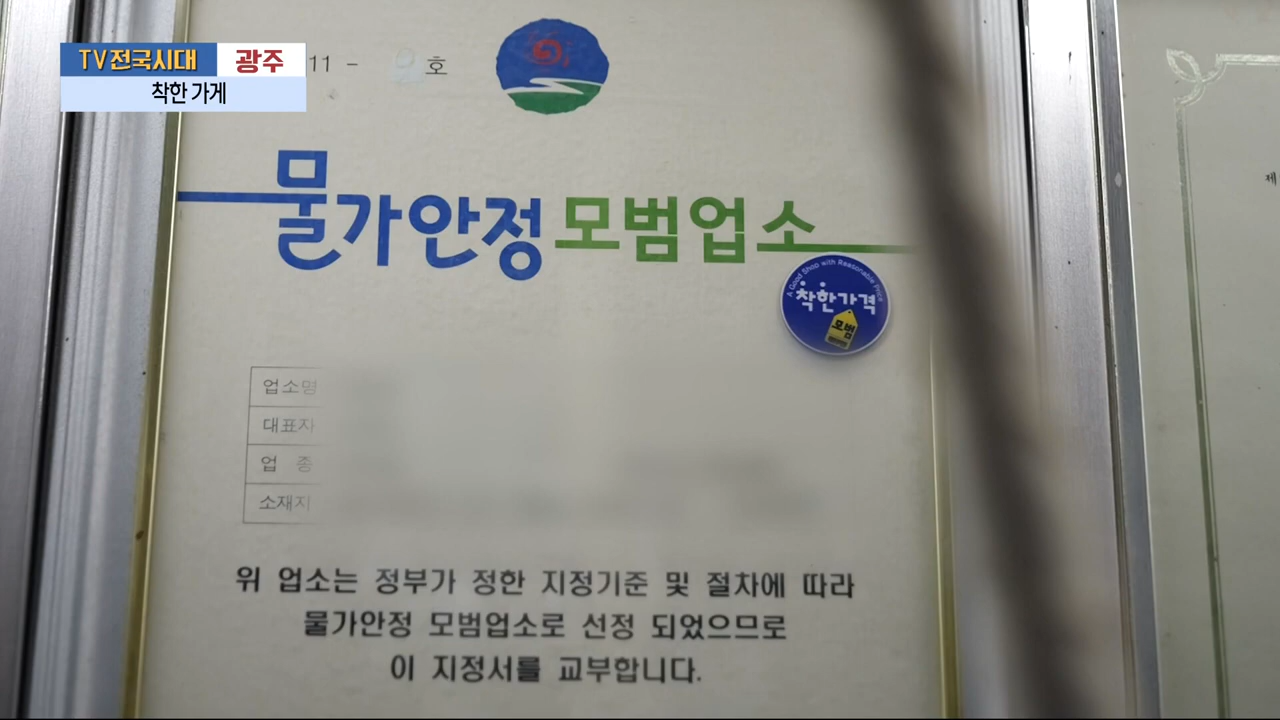 TV전국시대 광주
착한 가게
11 - 호
물가안정모범업소
A Good Shop with Reasonable Price
착한가격
모범
업소명
대표자
업 종
소재지
위 업소는 정부가 정한 지정기준 및 절차에 따라
물가안정 모범업소로 선정 되었으므로
이 지정서를 교부합니다.
제